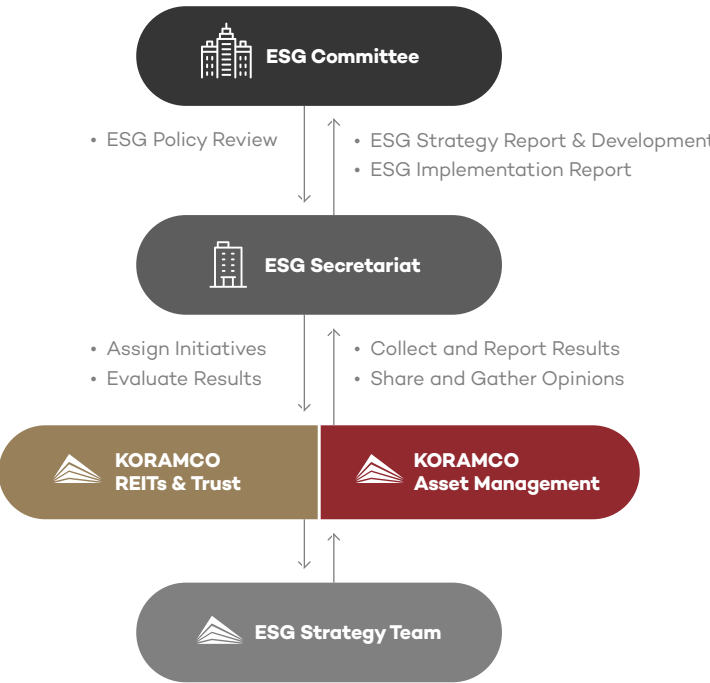 ESG Committee
• ESG Policy Review
• ESG Strategy Report & Development
• ESG Implementation Report
ESG Secretariat
• Assign Initiatives
• Evaluate Results
• Collect and Report Results
• Share and Gather Opinions
KORAMCO
REITs & Trust
KORAMCO
Asset Management
ESG Strategy Team